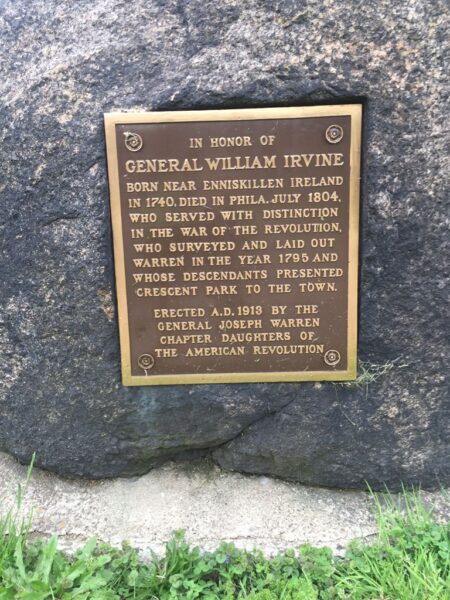 IN HONOR OF
GENERAL WILLIAM IRVINE
BORN NEAR ENNISKILLEN IRELAND
IN 1740, DIED IN PHILA. JULY 1804,
WHO SERVED WITH DISTINCTION
IN THE WAR OF THE REVOLUTION,
WHO SURVEYED AND LAID OUT
WARREN IN THE YEAR 1795 AND
WHOSE DESCENDANTS PRESENTED
CRESCENT PARK TO THE TOWN.
ERECTED A.D. 1913 BY THE
GENERAL JOSEPH WARREN
CHAPTER DAUGHTERS OF
THE AMERICAN REVOLUTION